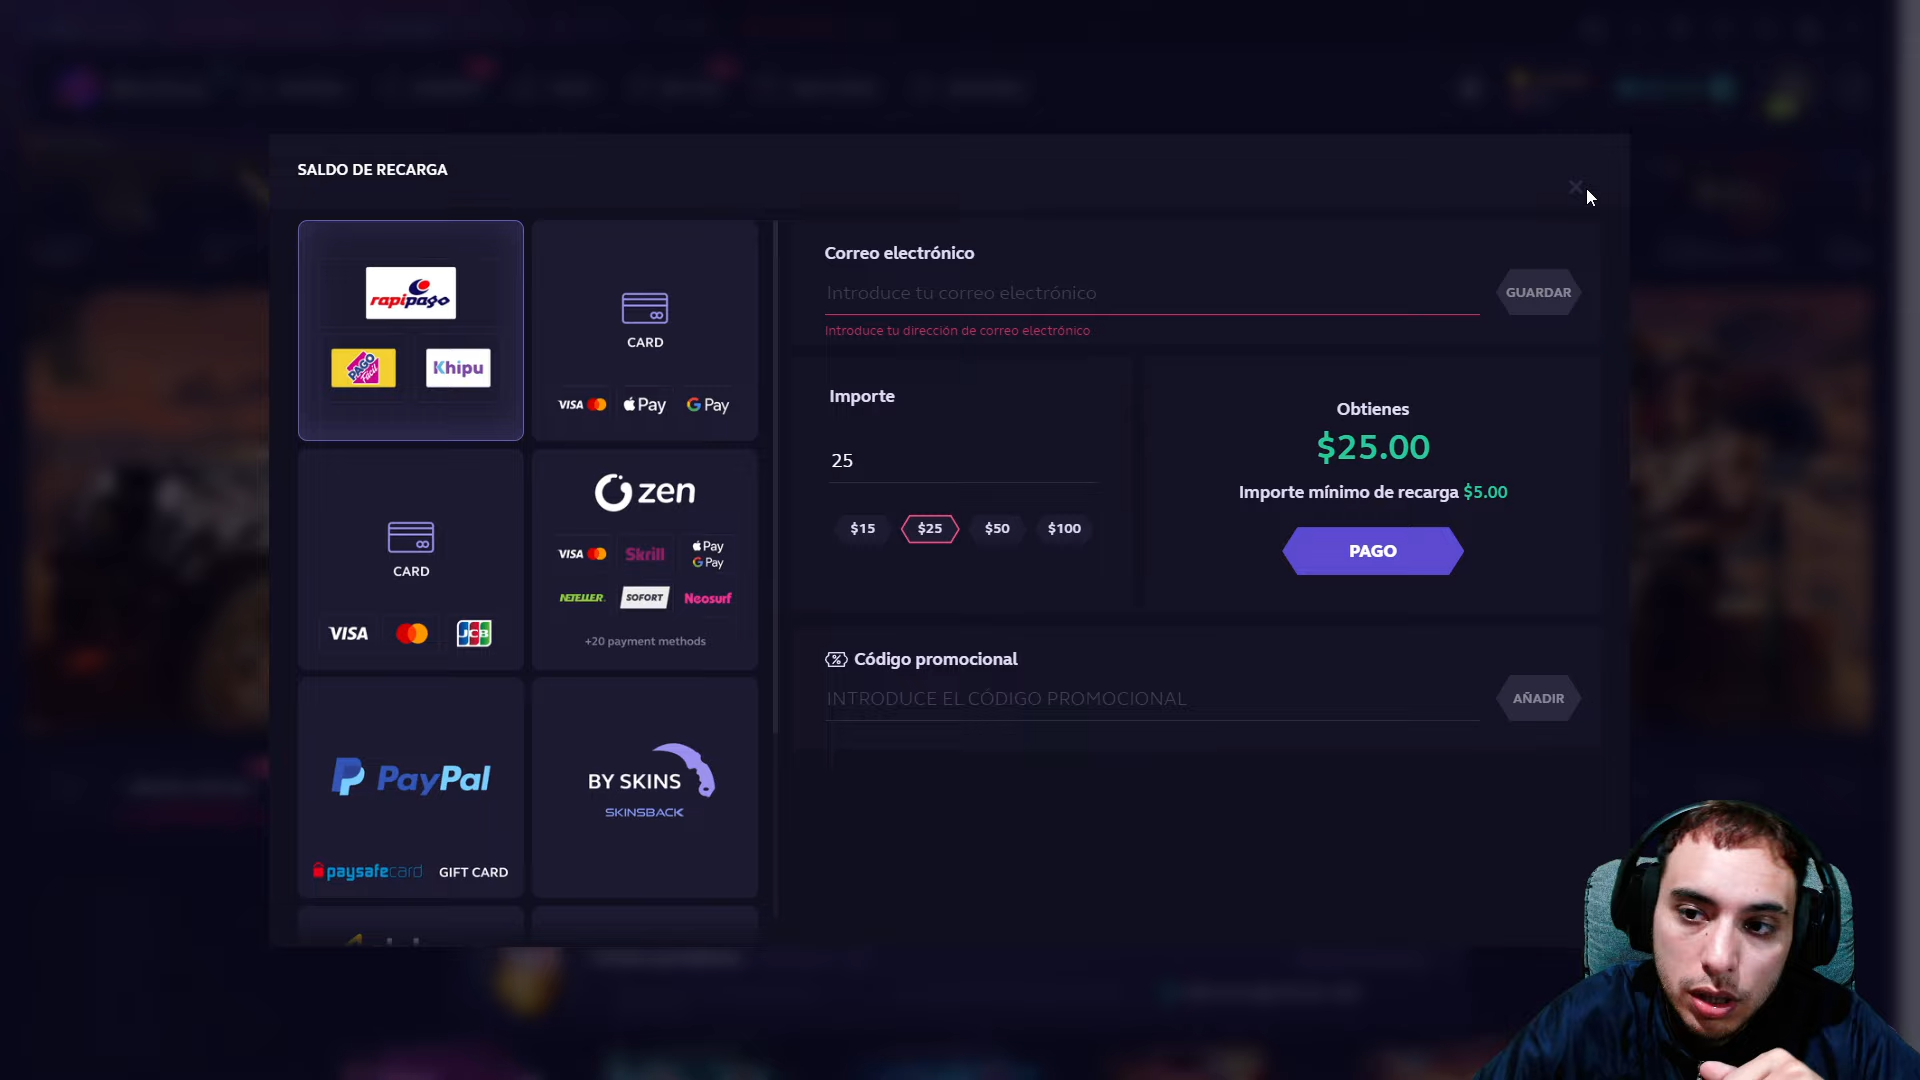 SALDO DE RECARGA
rapipago
PAGO Fácil
Khipu
CARD
VISA Pay G Pay
CARD
VISA JCB
zen
VISA Skrill Pay G Pay
NETELLER SOFORT Neosurf
+20 payment methods
PayPal
paysafecard GIFT CARD
BY SKINS
SKINSBACK
Correo electrónico
Introduce tu correo electrónico
GUARDAR
Introduce tu dirección de correo electrónico
Importe
25
$15 $25 $50 $100
Obtienes
$25.00
Importe mínimo de recarga $5.00
PAGO
Código promocional
INTRODUCE EL CÓDIGO PROMOCIONAL
AÑADIR